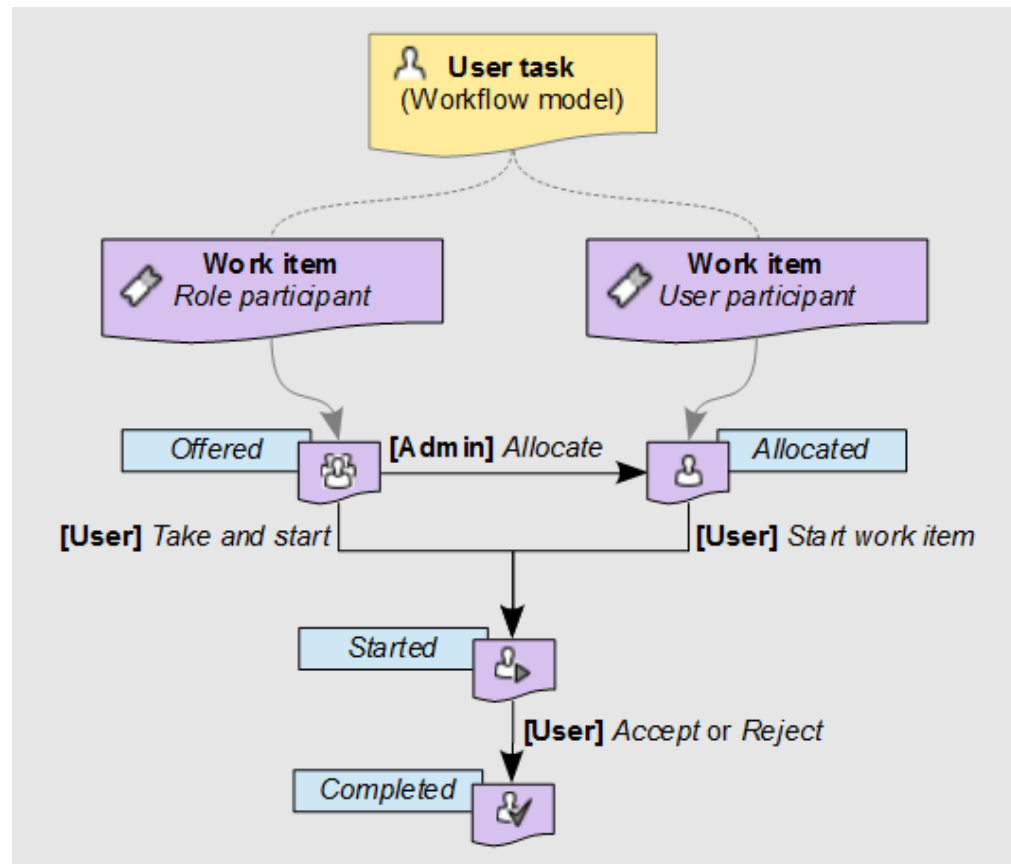 User task
(Workflow model)
Work item
Role participant
Work item
User participant
Offered
[Admin] Allocate
Allocated
[User] Take and start
[User] Start work item
Started
[User] Accept or Reject
Completed